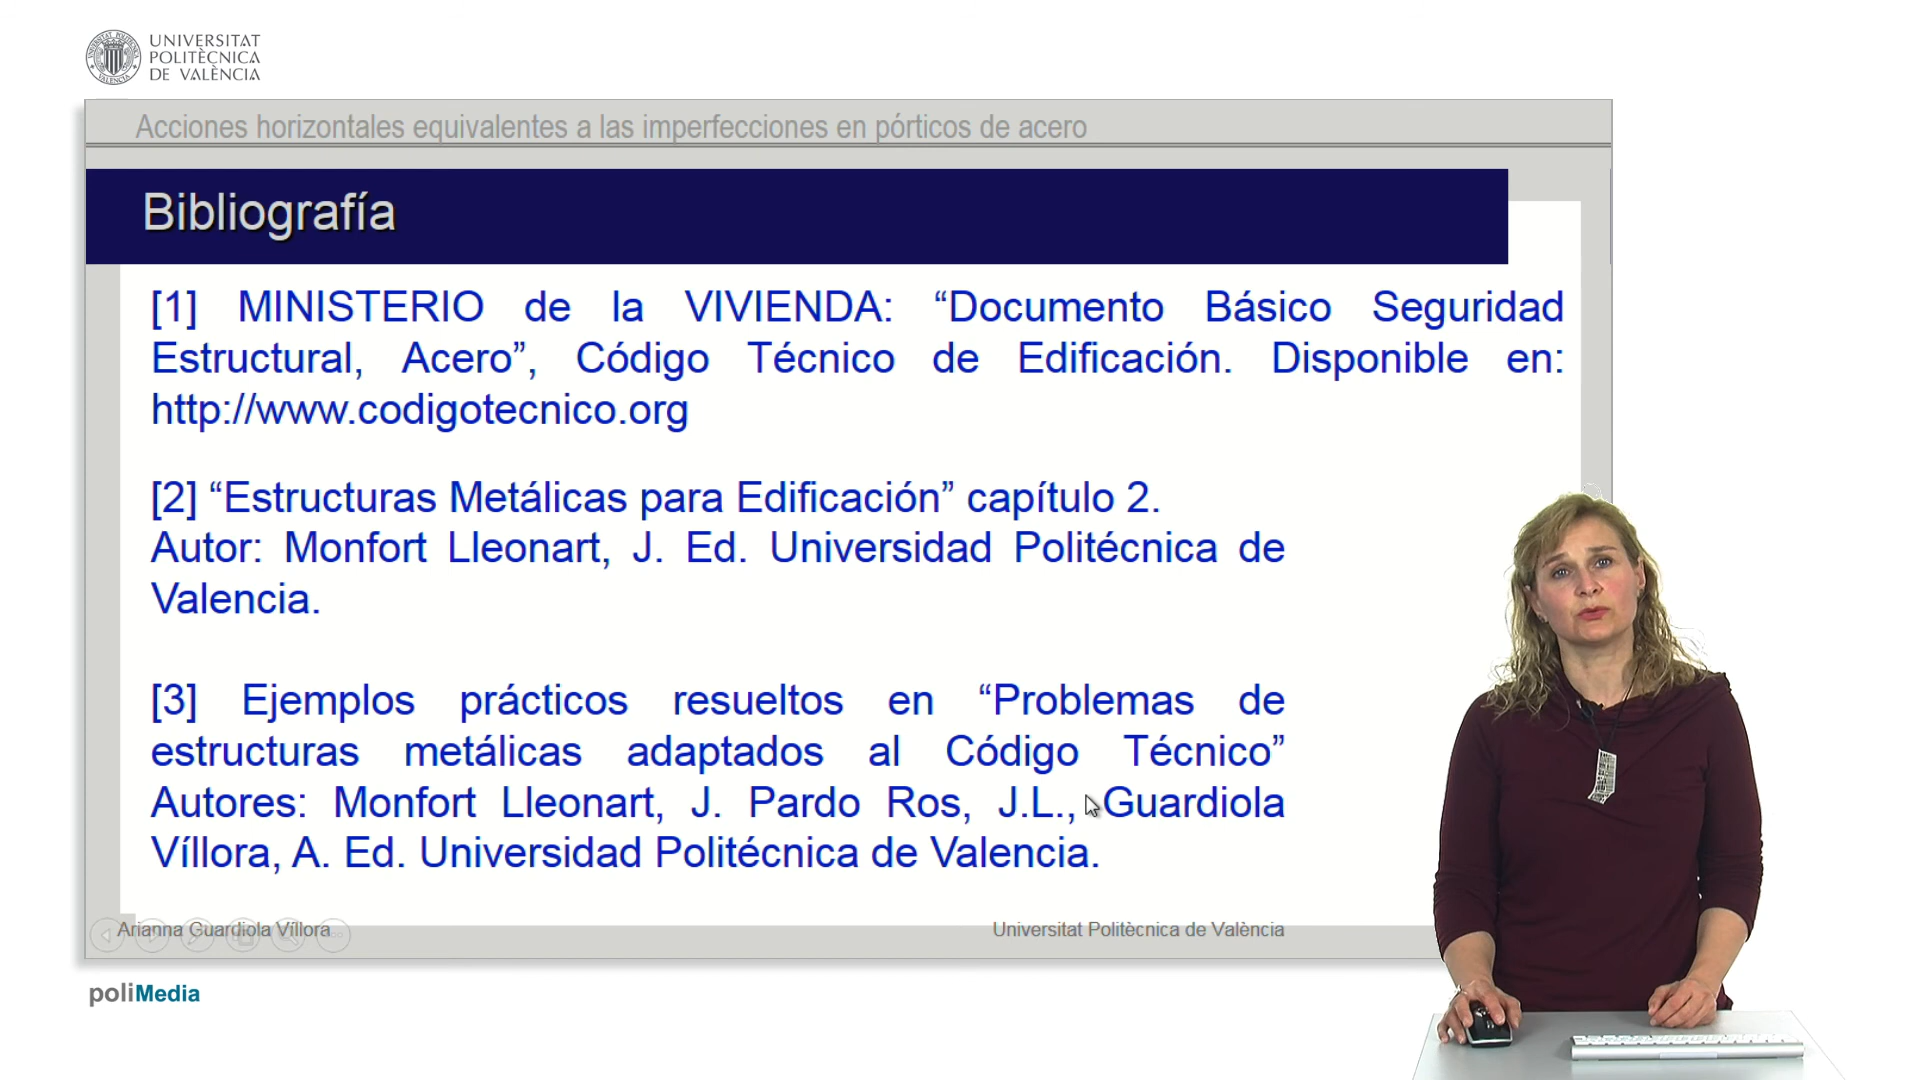 UNIVERSITAT
POLITÈCNICA
DE VALÈNCIA
Acciones horizontales equivalentes a las imperfecciones en pórticos de acero
Bibliografía
[1] MINISTERIO de la VIVIENDA: “Documento Básico Seguridad
Estructural, Acero”, Código Técnico de Edificación. Disponible en:
http://www.codigotecnico.org
[2] “Estructuras Metálicas para Edificación” capítulo 2.
Autor: Monfort Lleonart, J. Ed. Universidad Politécnica de
Valencia.
[3] Ejemplos prácticos resueltos en “Problemas de
estructuras metálicas adaptados al Código Técnico”
Autores: Monfort Lleonart, J. Pardo Ros, J.L., Guardiola
Víllora, A. Ed. Universidad Politécnica de Valencia.
Arianna Guardiola Víllora
Universitat Politècnica de València
poliMedia